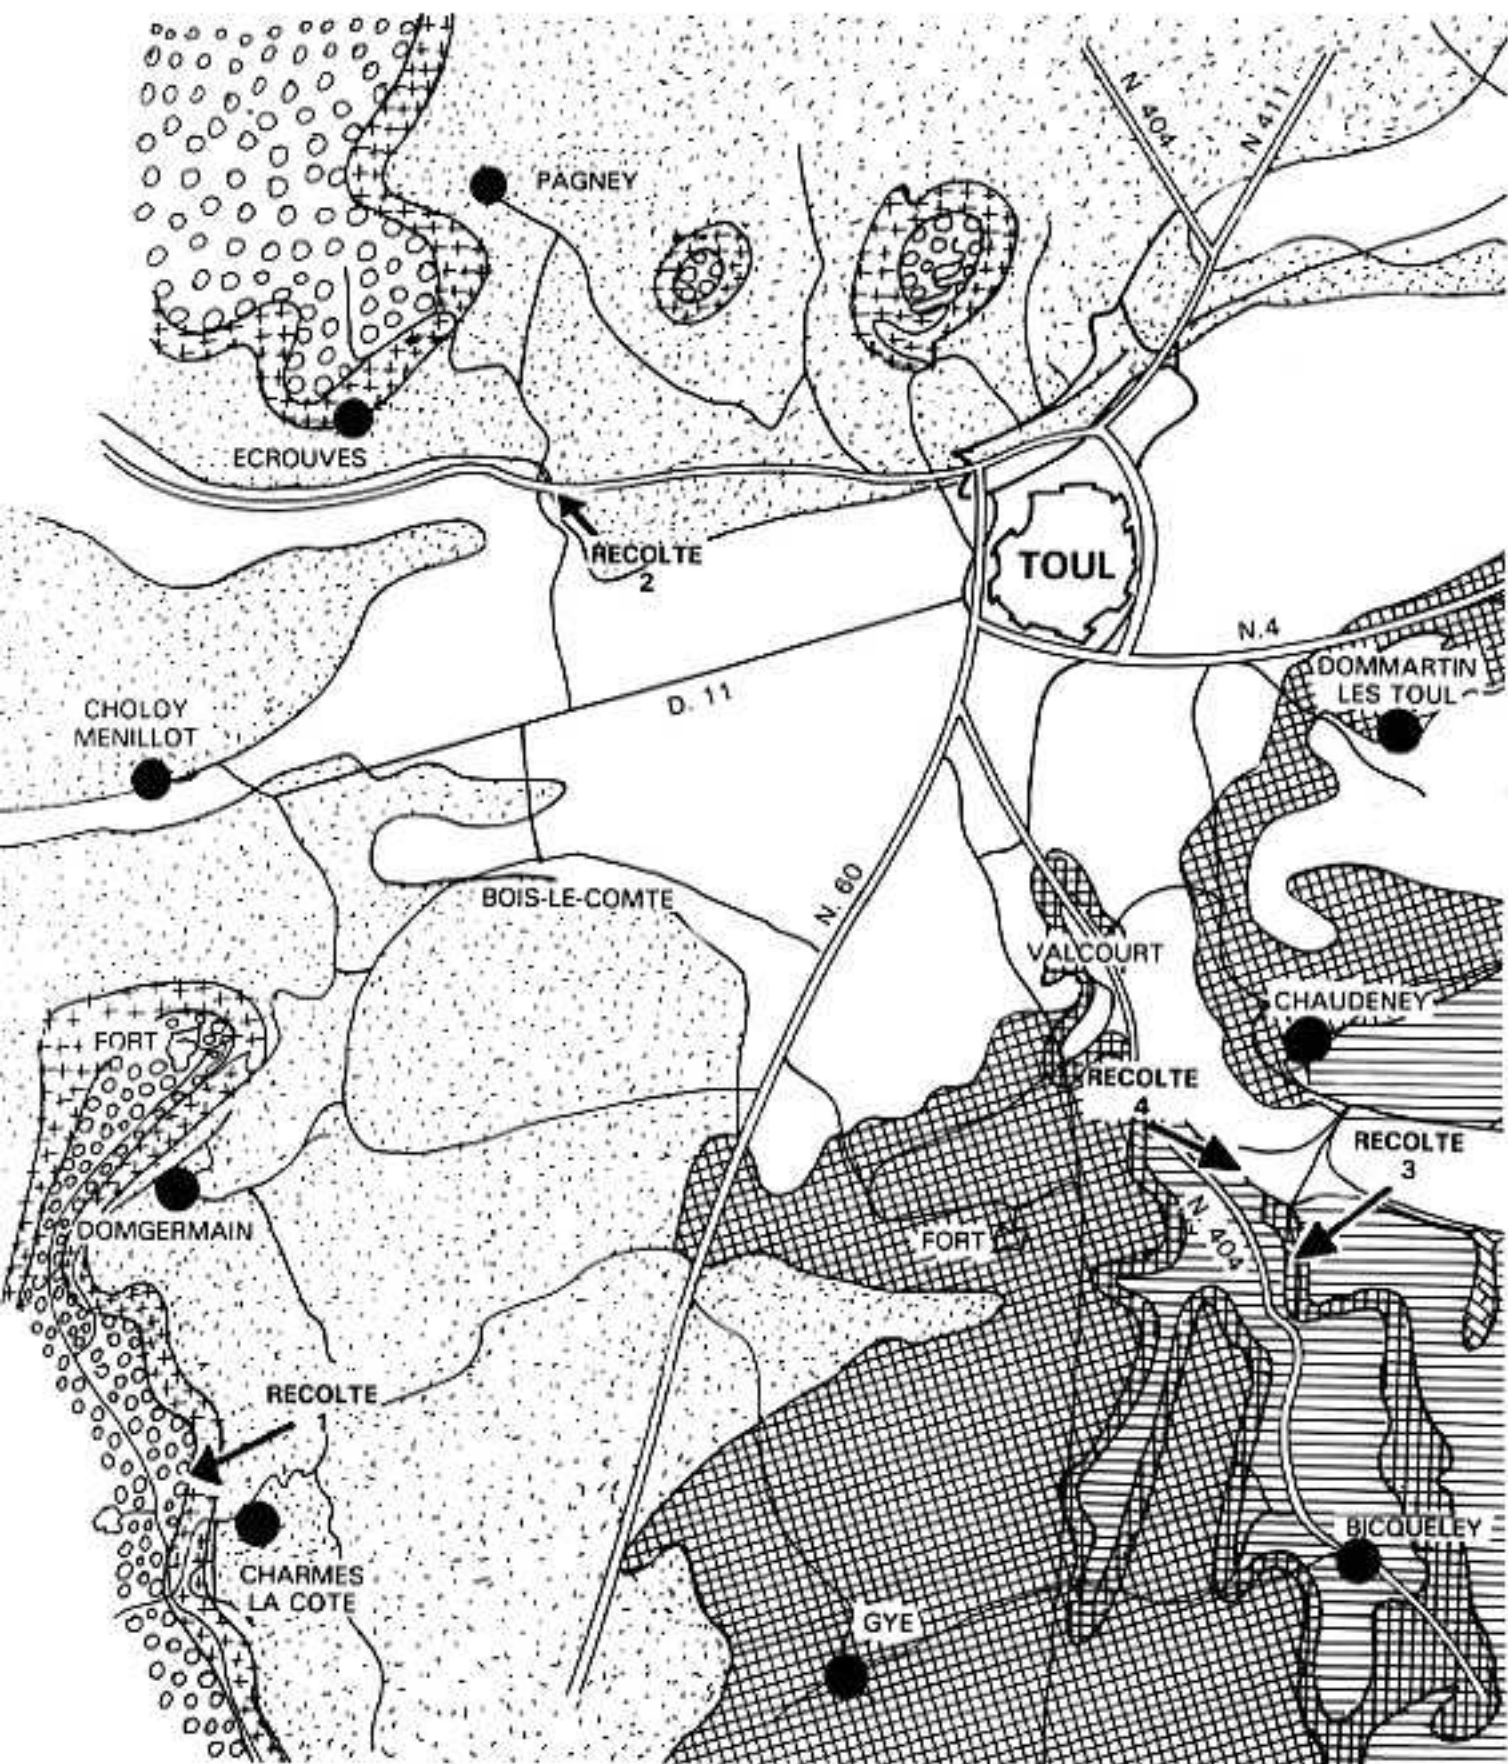 N 404
N 411
PAGNEY
ECROUVES
RECOLTE
2
TOUL
N.4
DOMMARTIN
LES TOUL
CHOLOY
MENILLOT
D. 11
BOIS-LE-COMTE
N. 60
VALCOURT
CHAUDENEY
FORT
RECOLTE
4
RECOLTE
3
DOMGERMAIN
FORT
N. 404
RECOLTE
1
BICQUELEY
CHARMES
LA COTE
GYE